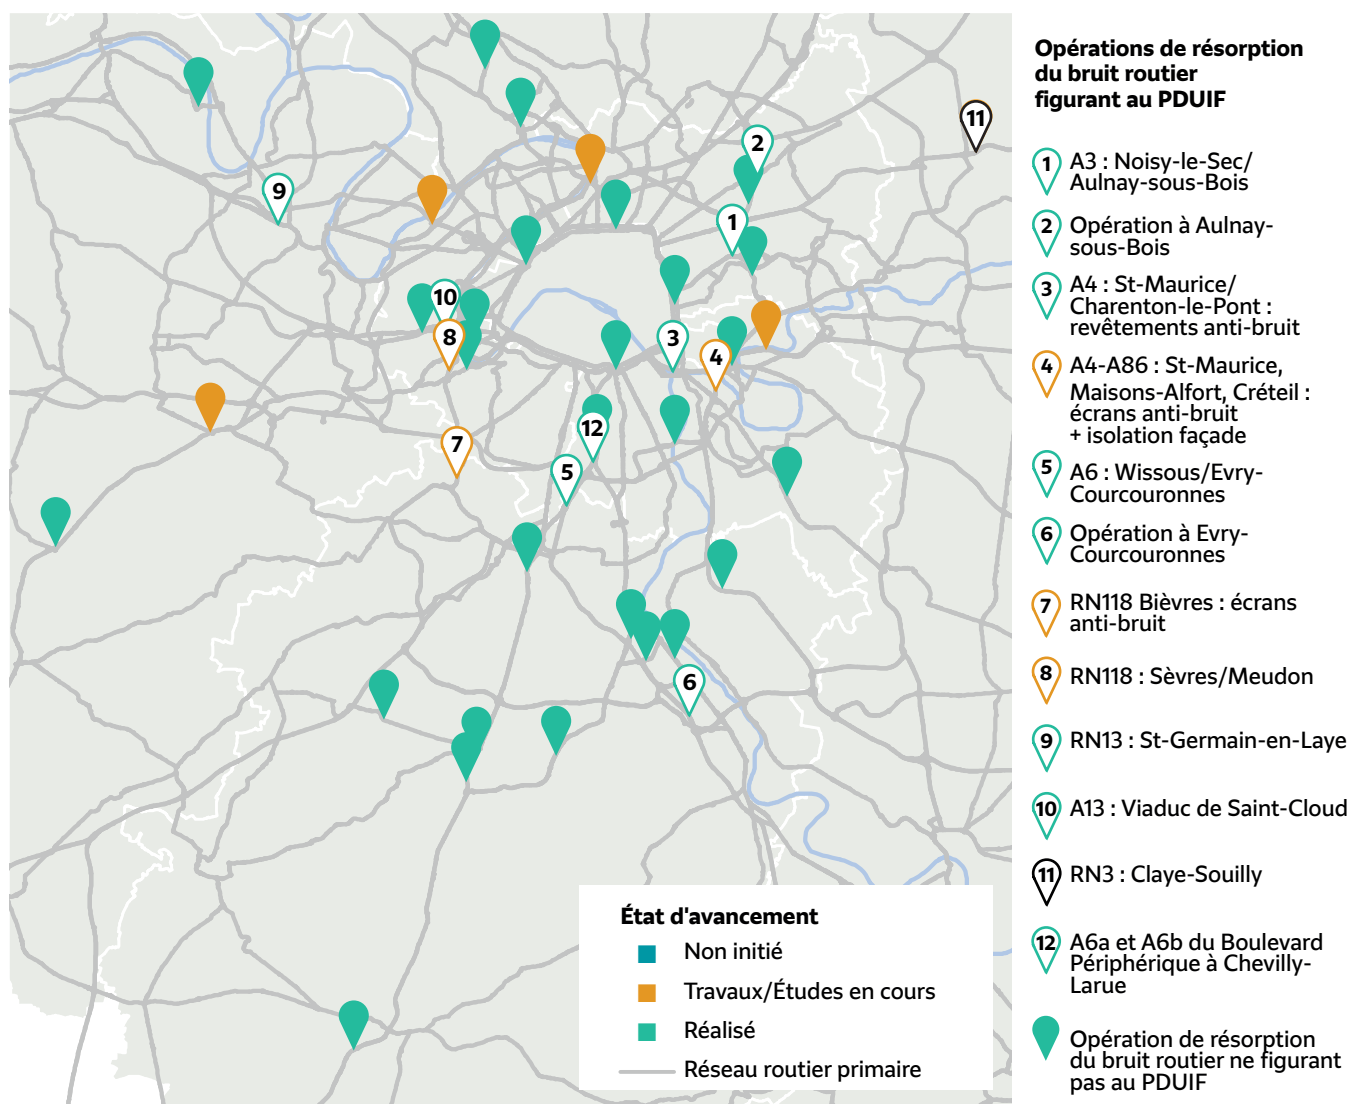 Opérations de résorption
du bruit routier
figurant au PDUIF
1 A3 : Noisy-le-Sec/
Aulnay-sous-Bois
2 Opération à Aulnay-
sous-Bois
3 A4 : St-Maurice/
Charenton-le-Pont :
revêtements anti-bruit
4 A4-A86 : St-Maurice,
Maisons-Alfort, Créteil :
écrans anti-bruit
+ isolation façade
5 A6 : Wissous/Evry-
Courcouronnes
6 Opération à Evry-
Courcouronnes
7 RN118 Bièvres : écrans
anti-bruit
8 RN118 : Sèvres/Meudon
9 RN13 : St-Germain-en-Laye
10 A13 : Viaduc de Saint-Cloud
11 RN3 : Claye-Souilly
12 A6a et A6b du Boulevard
Périphérique à Chevilly-
Larue
Opération de résorption
du bruit routier ne figurant
pas au PDUIF
11
2
9
1
10
8
3
4
12
7
5
6
État d'avancement
Non initié
Travaux/Études en cours
Réalisé
Réseau routier primaire